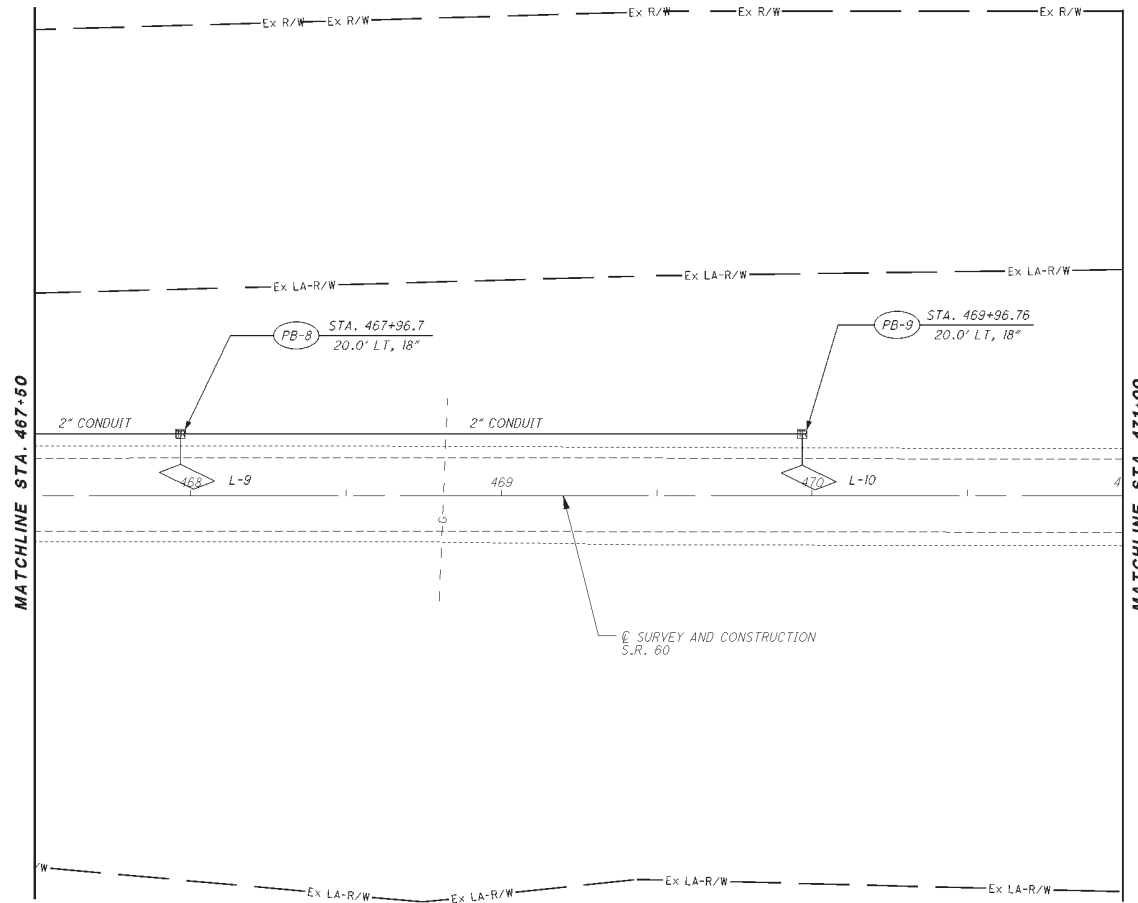 Ex R/W Ex R/W Ex R/W Ex R/W Ex R/W
Ex LA-R/W Ex LA-R/W Ex LA-R/W
PB-8 STA. 467+96.7
20.0' LT, 18"
PB-9 STA. 469+96.76
20.0' LT, 18"
MATCHLINE STA. 467+50
2" CONDUIT 2" CONDUIT
L-9 L-10
468 469 470
G
℄ SURVEY AND CONSTRUCTION
S.R. 60
Ex LA-R/W Ex LA-R/W Ex LA-R/W Ex LA-R/W
MATCHLINE STA.